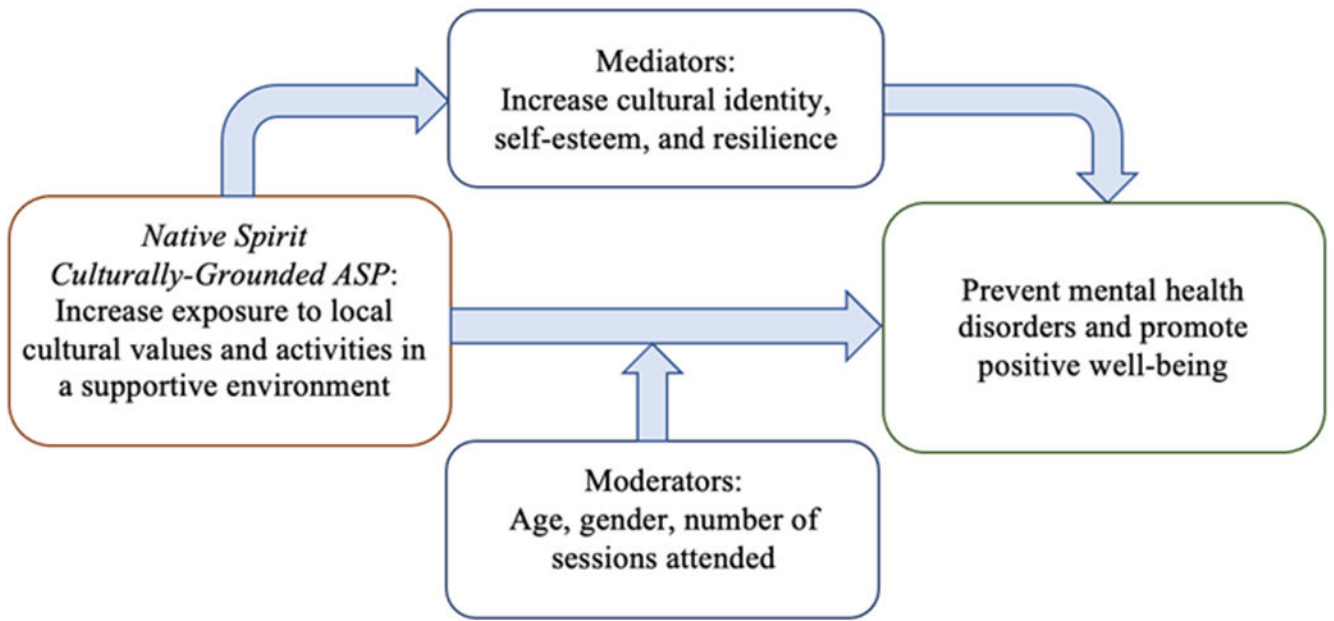 Mediators:
Increase cultural identity,
self-esteem, and resilience
Native Spirit
Culturally-Grounded ASP:
Increase exposure to local
cultural values and activities in
a supportive environment
Prevent mental health
disorders and promote
positive well-being
Moderators:
Age, gender, number of
sessions attended